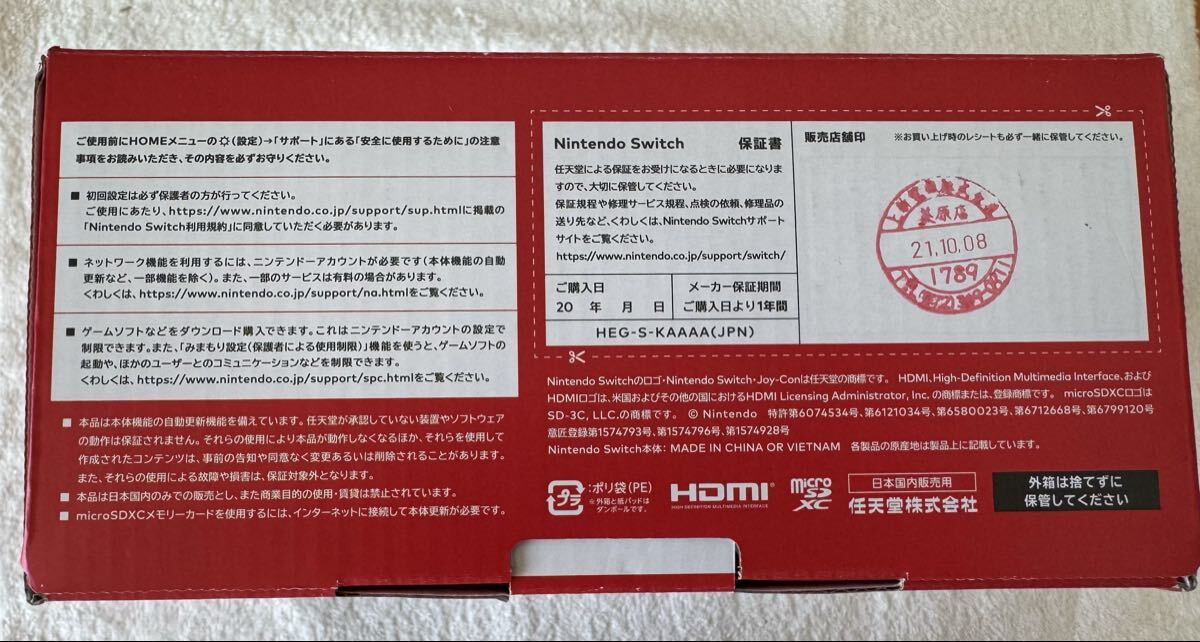 ご使用前にHOMEメニューの(設定)→「サポート」にある「安全に使用するために」の注意
事項をお読みいただき、その内容を必ずお守りください。
■ 初回設定は必ず保護者の方が行ってください。
ご使用にあたり、https://www.nintendo.co.jp/support/sup.htmlに掲載の
「Nintendo Switch利用規約」に同意していただく必要があります。
■ ネットワーク機能を利用するには、ニンテンドーアカウントが必要です(本体機能の自動
更新など、一部機能を除く)。また、一部のサービスは有料の場合があります。
くわしくは、https://www.nintendo.co.jp/support/na.htmlをご覧ください。
■ ゲームソフトなどをダウンロード購入できます。これはニンテンドーアカウントの設定で
制限できます。また、「みまもり設定(保護者による使用制限)」機能を使うと、ゲームソフトの
起動や、ほかのユーザーとのコミュニケーションなどを制限できます。
くわしくは、https://www.nintendo.co.jp/support/spc.htmlをご覧ください。
■ 本品は本体機能の自動更新機能を備えています。任天堂が承認していない装置やソフトウェア
の動作は保証されません。それらの使用により本品が動作しなくなるほか、それらを使用して
作成されたコンテンツは、事前の告知や同意なく変更あるいは削除されることがあります。
また、それらの使用による故障や損害は、保証対象外となります。
■ 本品は日本国内のみでの販売とし、また商業目的の使用・賃貸は禁止されています。
■ microSDXCメモリーカードを使用するには、インターネットに接続して本体更新が必要です。
Nintendo Switch 保証書
任天堂による保証をお受けになるときに必要になりま
すので、大切に保管してください。
保証規程や修理サービス規程、点検の依頼、修理品の
送り先など、くわしくは、Nintendo Switchサポート
サイトをご覧ください。
https://www.nintendo.co.jp/support/switch/
ご購入日
20 年 月 日
メーカー保証期間
ご購入日より1年間
HEG-S-KAAAA(JPN)
販売店舗印 ※お買い上げ時のレシートも必ず一緒に保管してください。
21.10.08
1789
Nintendo Switchのロゴ・Nintendo Switch・Joy-Conは任天堂の商標です。 HDMI、High-Definition Multimedia Interface、および
HDMIロゴは、米国およびその他の国におけるHDMI Licensing Administrator, Inc. の商標または、登録商標です。 microSDXCロゴは
SD-3C, LLC.の商標です。 © Nintendo 特許第6074534号、第6121034号、第6580023号、第6712668号、第6799120号
意匠登録第1574793号、第1574796号、第1574928号
Nintendo Switch本体: MADE IN CHINA OR VIETNAM 各製品の原産地は製品上に記載しています。
プラ
:ポリ袋(PE)
※外箱と紙パッドは
ダンボールです。
HDMI®
HIGH DEFINITION MULTIMEDIA INTERFACE
micro
SD
XC
日本国内販売用
任天堂株式会社
外箱は捨てずに
保管してください